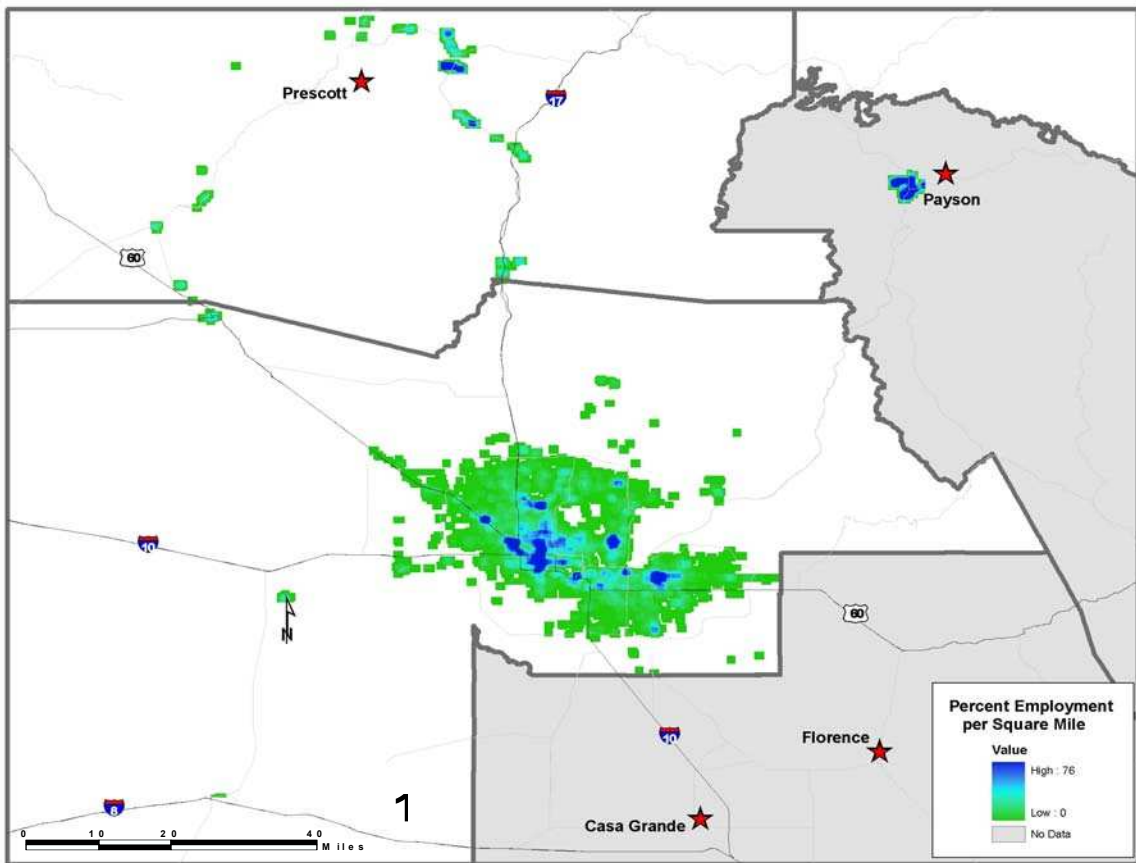 Prescott
17
Payson
60
10
N
60
10
Florence
8
1
Casa Grande
0 10 20 40
Miles
Percent Employment
per Square Mile
Value
High : 76
Low : 0
No Data